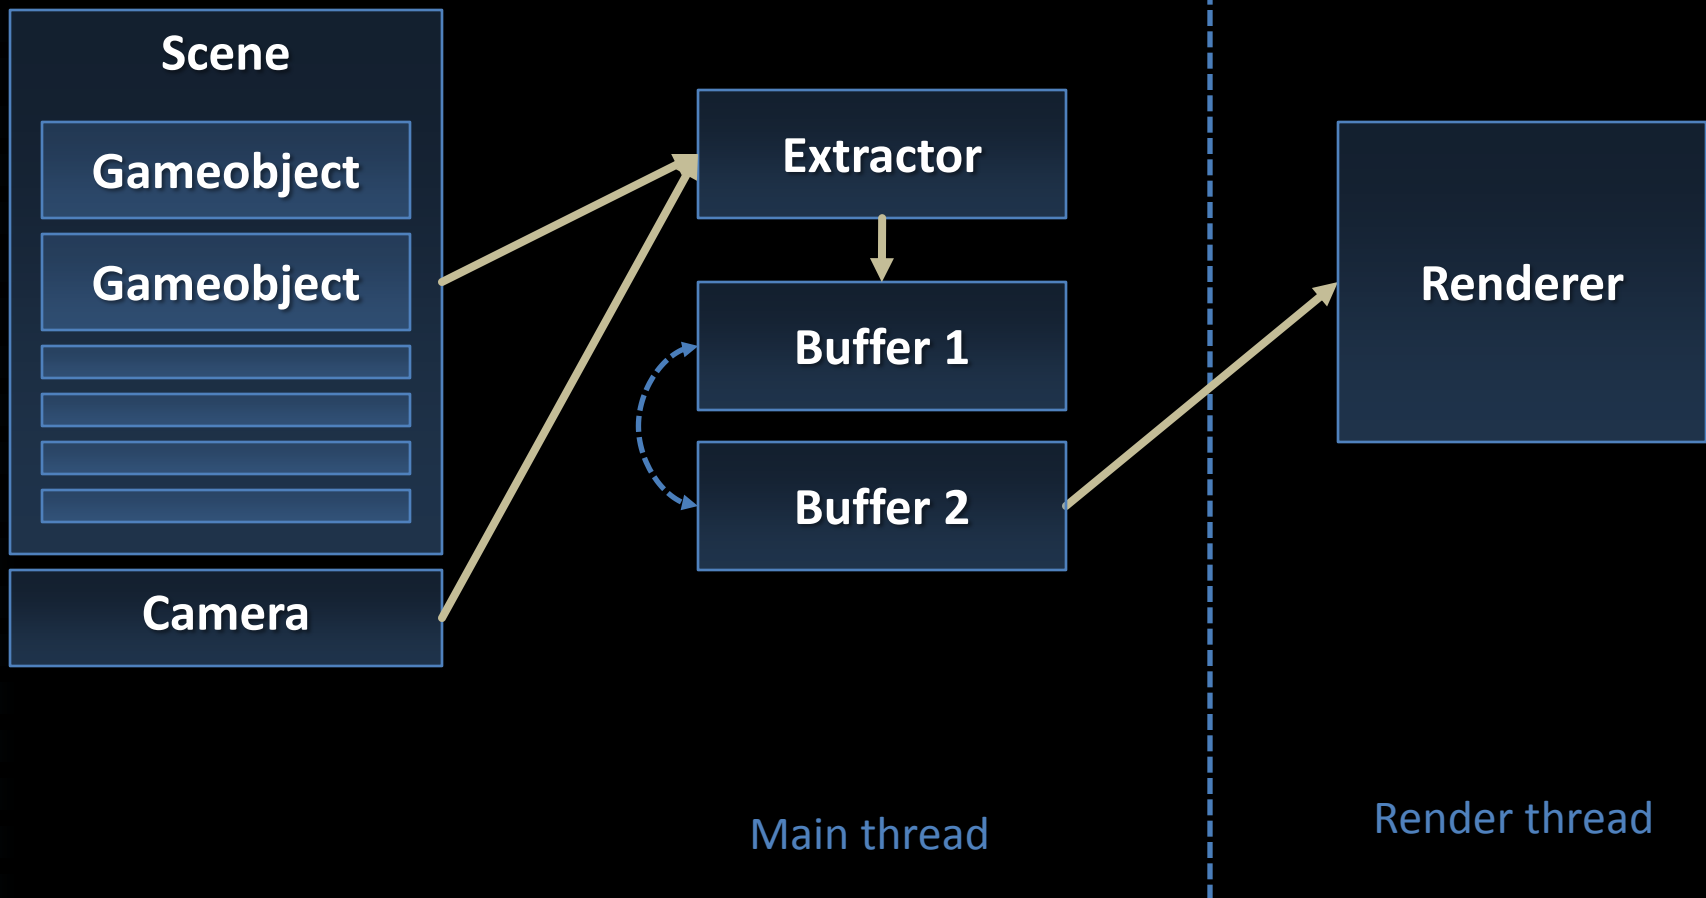 Scene
Gameobject
Gameobject
Camera
Extractor
Buffer 1
Buffer 2
Renderer
Main thread
Render thread